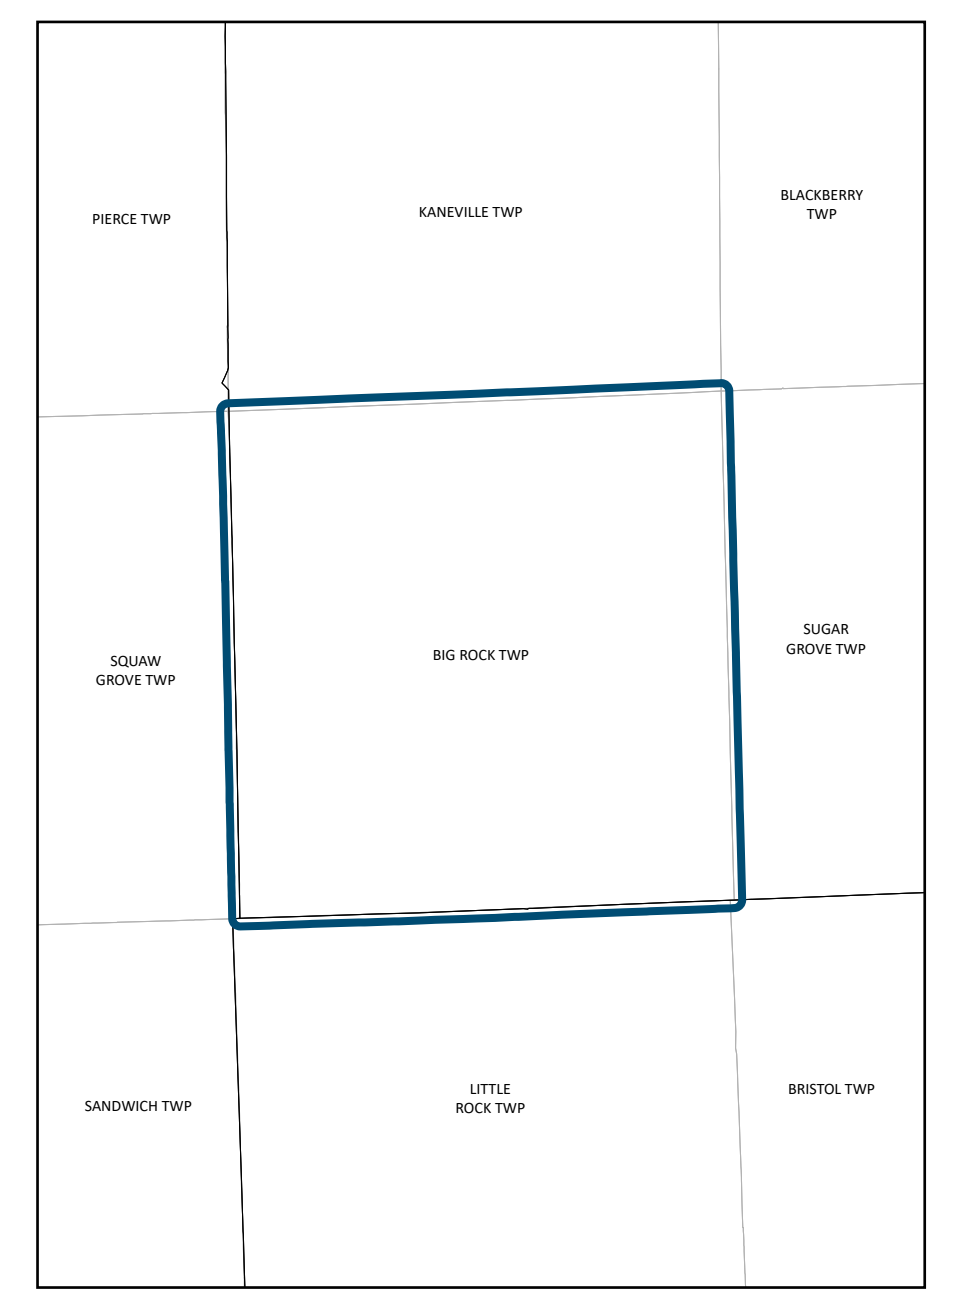 PIERCE TWP
KANEVILLE TWP
BLACKBERRY
TWP
SQUAW
GROVE TWP
BIG ROCK TWP
SUGAR
GROVE TWP
SANDWICH TWP
LITTLE
ROCK TWP
BRISTOL TWP